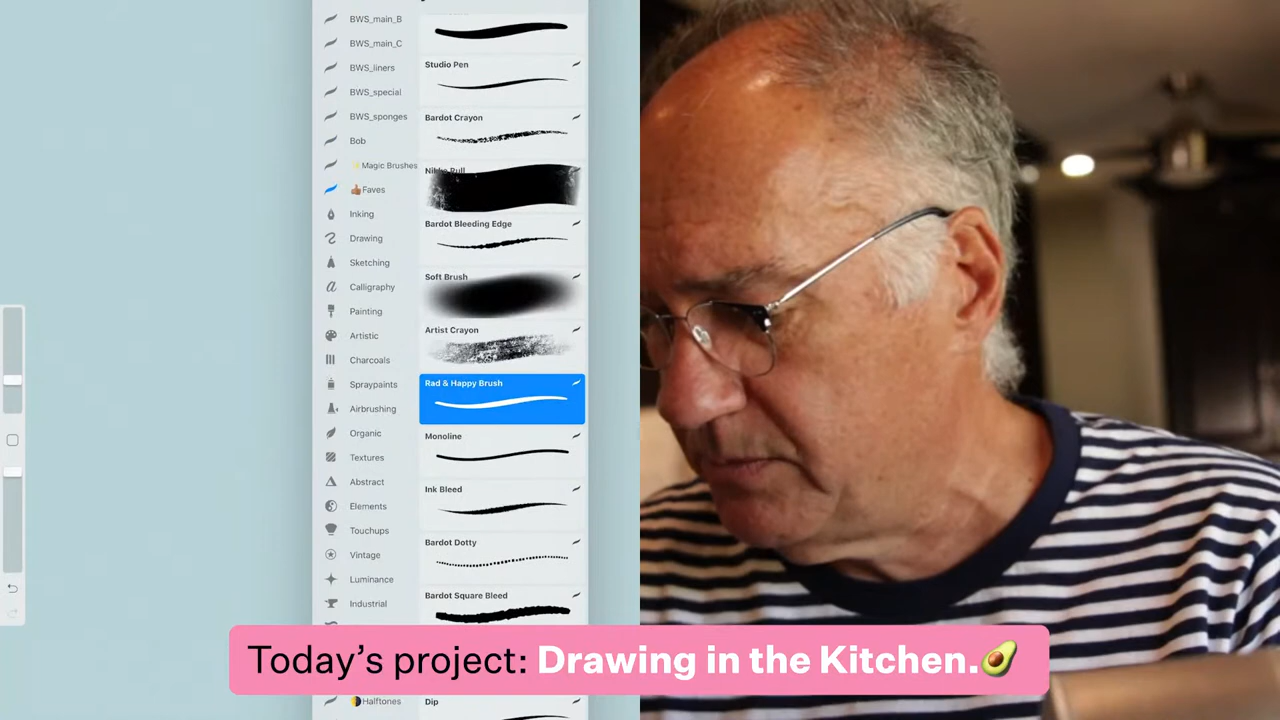 BWS_main_B
BWS_main_C
BWS_liners
BWS_special
BWS_sponges
Bob
Magic Brushes
Faves
Inking
Drawing
Sketching
Calligraphy
Painting
Artistic
Charcoals
Spraypaints
Airbrushing
Organic
Textures
Abstract
Elements
Touchups
Vintage
Luminance
Industrial
Halftones
Studio Pen
Bardot Crayon
Bardot Bleeding Edge
Soft Brush
Artist Crayon
Rad & Happy Brush
Monoline
Ink Bleed
Bardot Dotty
Bardot Square Bleed
Dip
Today’s project: Drawing in the Kitchen.🥑